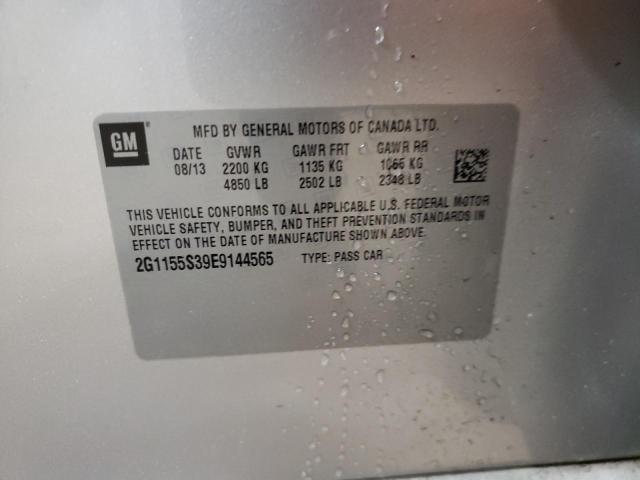 GM
MFD BY GENERAL MOTORS OF CANADA LTD.
DATE GVWR GAWR FRT GAWR RR
08/13 2200 KG 1135 KG 1065 KG
4850 LB 2502 LB 2348 LB
THIS VEHICLE CONFORMS TO ALL APPLICABLE U.S. FEDERAL MOTOR
VEHICLE SAFETY, BUMPER, AND THEFT PREVENTION STANDARDS IN
EFFECT ON THE DATE OF MANUFACTURE SHOWN ABOVE.
2G1155S39E9144565 TYPE: PASS CAR